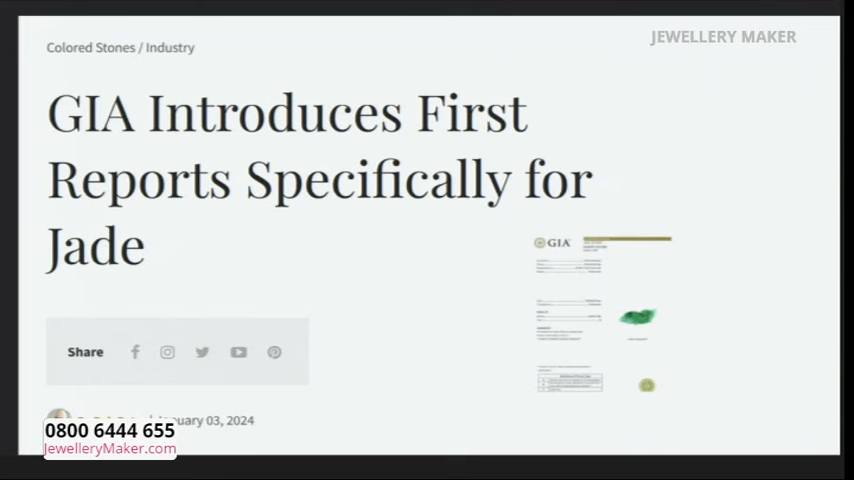 Colored Stones / Industry
JEWELLERY MAKER
GIA Introduces First
Reports Specifically for
Jade
GIA
Share
January 03, 2024
0800 6444 655
JewelleryMaker.com